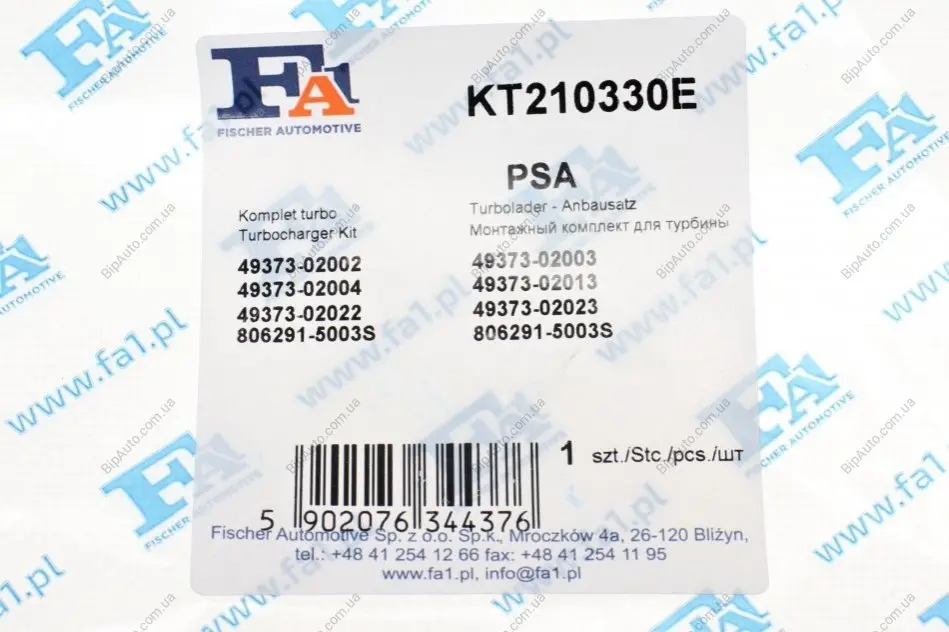 FA1
FISCHER AUTOMOTIVE
KT210330E
PSA
Komplet turbo
Turbocharger Kit
Turbolader - Anbausatz
Монтажный комплект для турбины
49373-02002
49373-02004
49373-02022
806291-5003S
49373-02003
49373-02013
49373-02023
806291-5003S
1 szt./Stc./pcs./шт
5 902076 344376
Fischer Automotive Sp. z o.o. Sp.k., Mroczków 4a, 26-120 Bliżyn,
tel.: +48 41 254 12 66 fax: +48 41 254 11 95
www.fa1.pl, info@fa1.pl
www.fa1.pl
BipAuto.com.ua